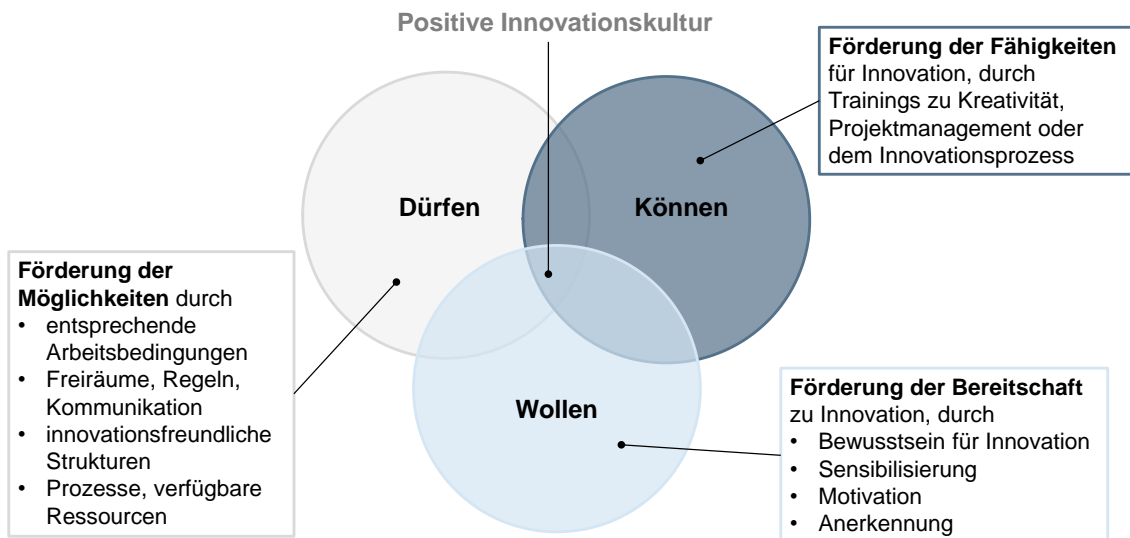 Positive Innovationskultur
Förderung der Fähigkeiten
für Innovation, durch
Trainings zu Kreativität,
Projektmanagement oder
dem Innovationsprozess
Dürfen
Können
Förderung der
Möglichkeiten durch
• entsprechende
Arbeitsbedingungen
• Freiräume, Regeln,
Kommunikation
• innovationsfreundliche
Strukturen
• Prozesse, verfügbare
Ressourcen
Wollen
Förderung der Bereitschaft
zu Innovation, durch
• Bewusstsein für Innovation
• Sensibilisierung
• Motivation
• Anerkennung